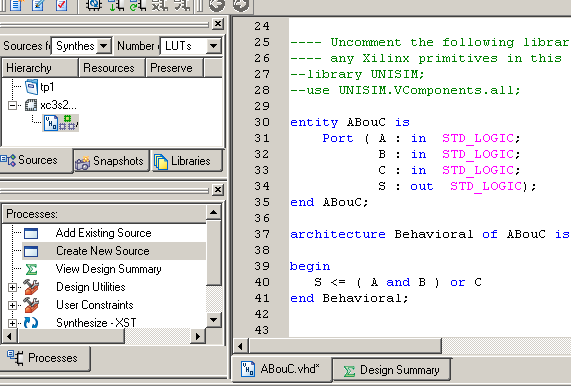 Sources f Synthes Number LUTs
Hierarchy Resources Preserve
tp1
xc3s2...
Sources Snapshots Libraries
Processes:
Add Existing Source
Create New Source
View Design Summary
Design Utilities
User Constraints
Synthesize - XST
Processes
24
25 ---- Uncomment the following librar
26 ---- any Xilinx primitives in this
27 --library UNISIM;
28 --use UNISIM.VComponents.all;
29
30 entity ABouC is
31 Port ( A : in STD_LOGIC;
32 B : in STD_LOGIC;
33 C : in STD_LOGIC;
34 S : out STD_LOGIC);
35 end ABouC;
36
37 architecture Behavioral of ABouC is
38
39 begin
40 S <= ( A and B ) or C
41 end Behavioral;
42
43
ABouC.vhd* Design Summary